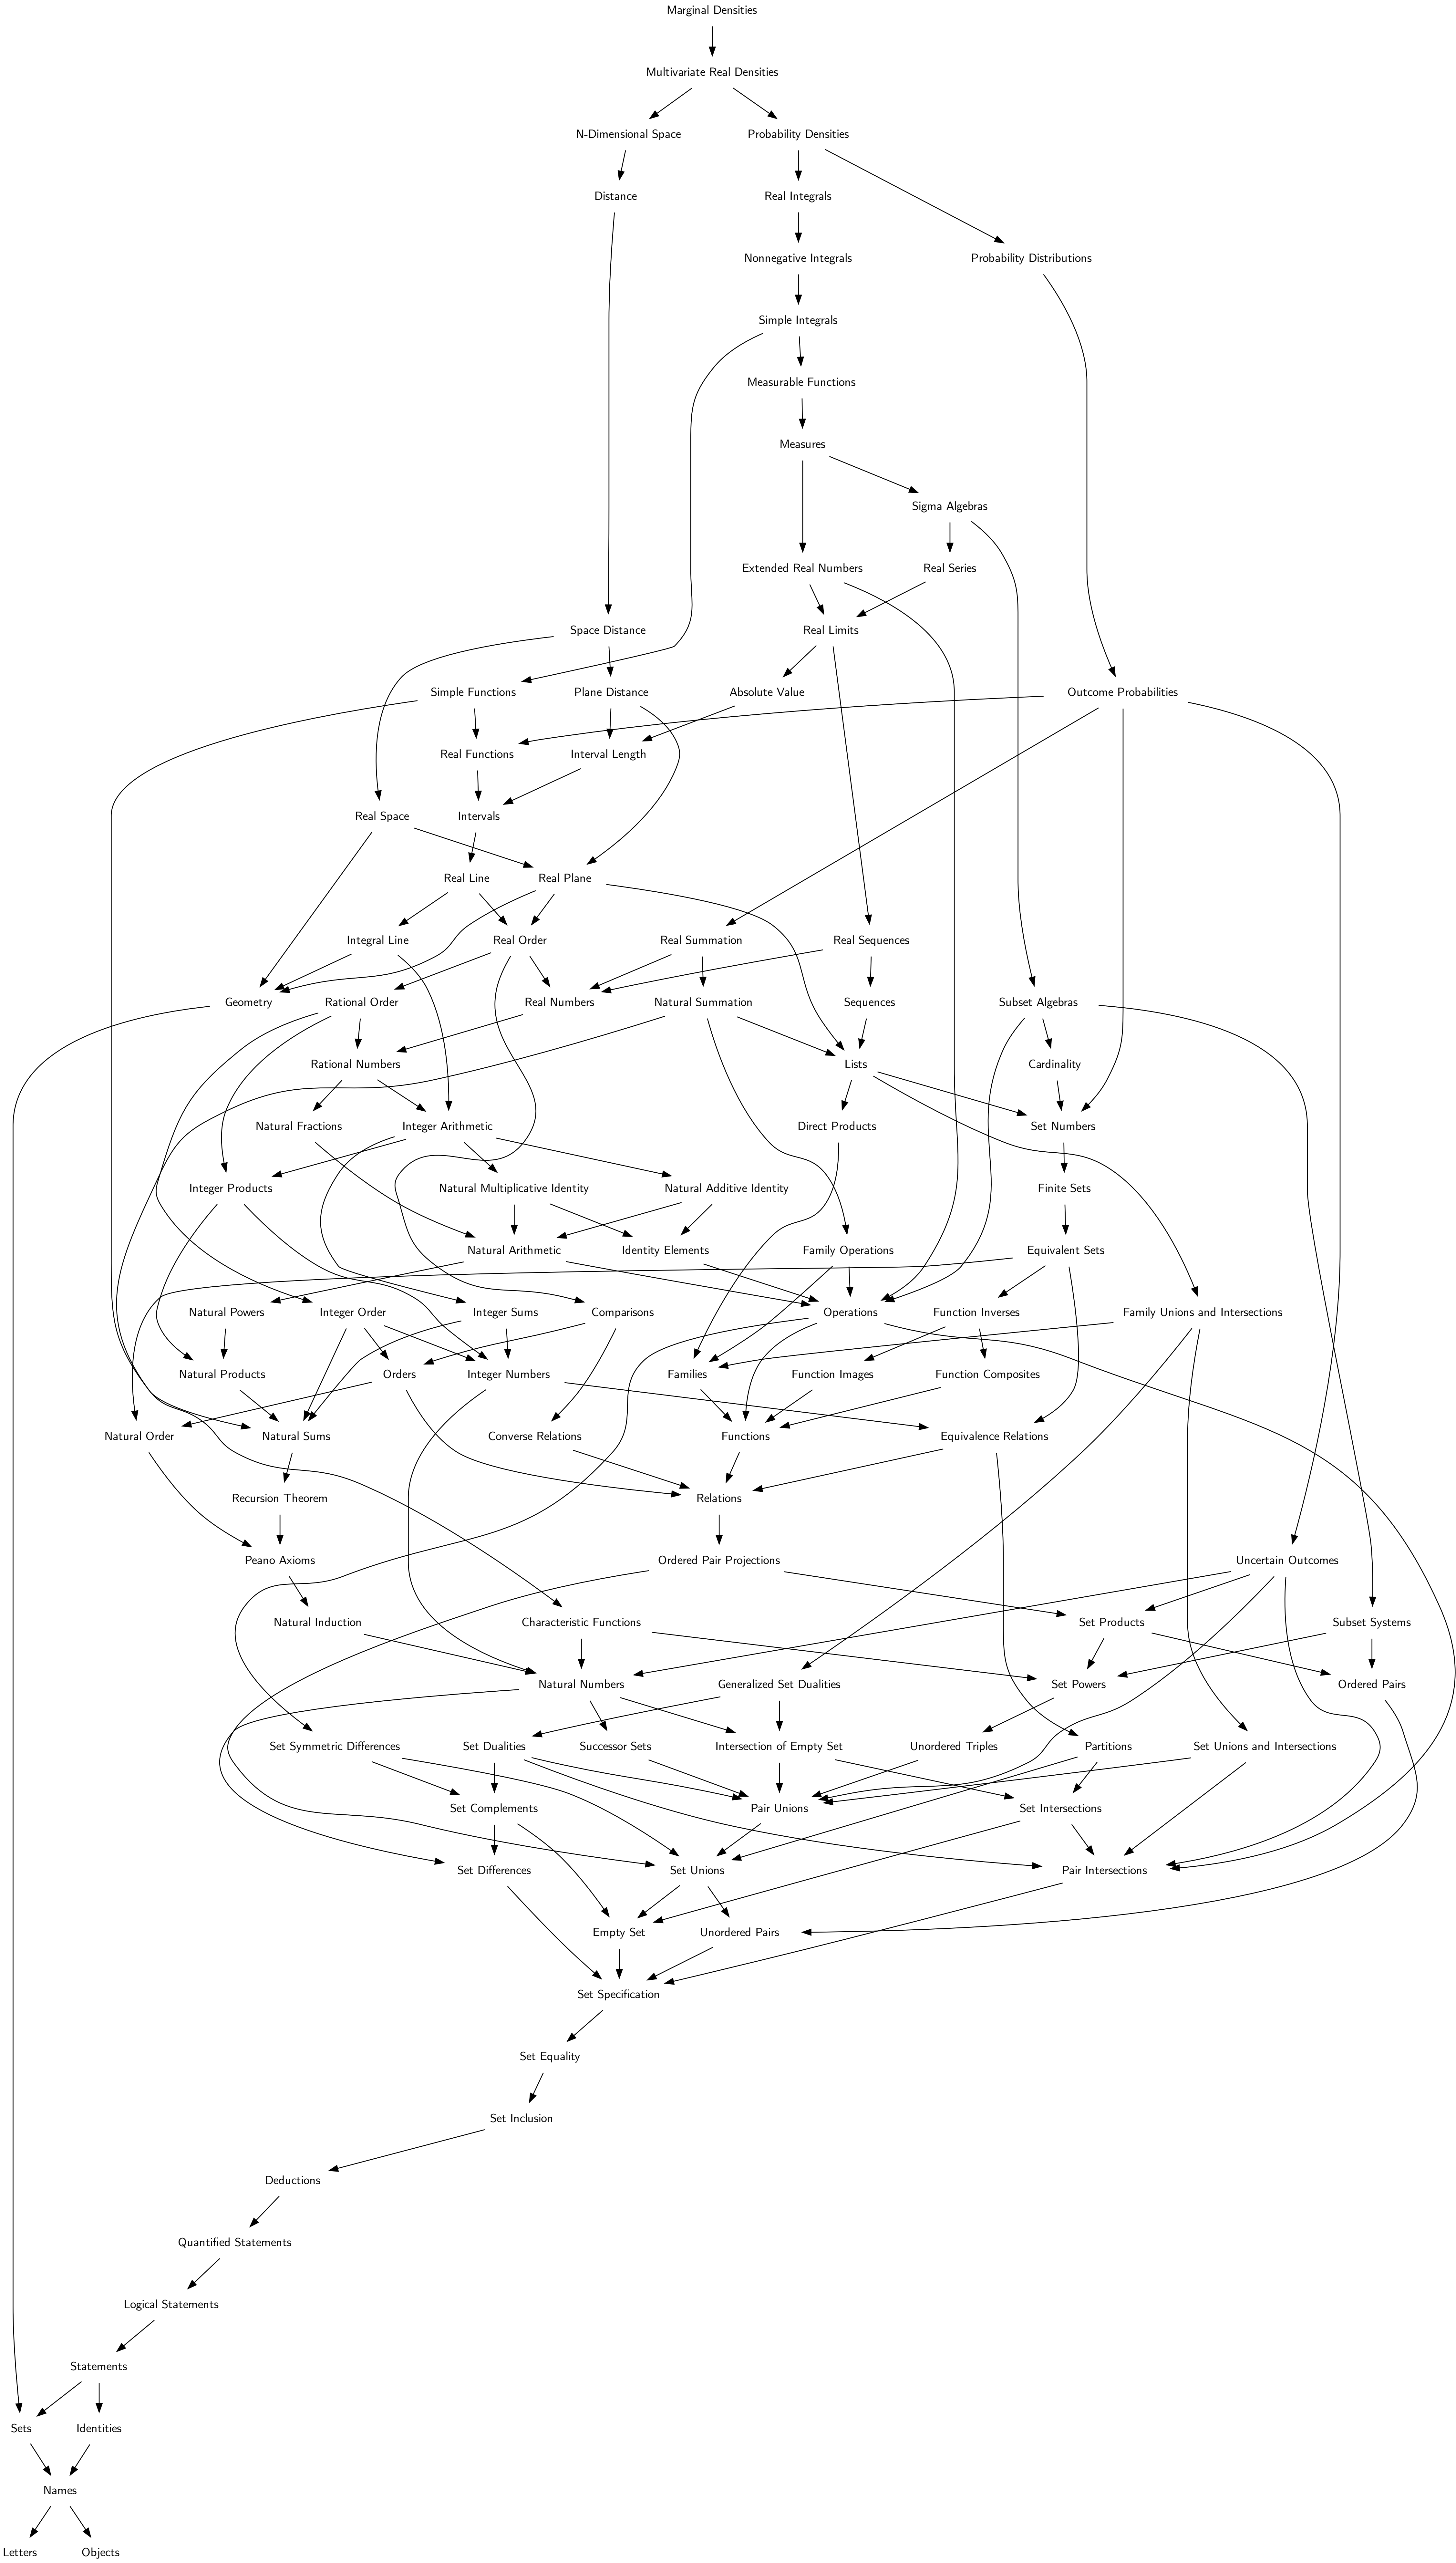 Marginal Densities
Multivariate Real Densities
N-Dimensional Space
Probability Densities
Distance
Real Integrals
Nonnegative Integrals
Probability Distributions
Simple Integrals
Measurable Functions
Measures
Sigma Algebras
Extended Real Numbers
Real Series
Space Distance
Real Limits
Simple Functions
Plane Distance
Absolute Value
Outcome Probabilities
Real Functions
Interval Length
Real Space
Intervals
Real Line
Real Plane
Integral Line
Real Order
Real Summation
Real Sequences
Geometry
Rational Order
Real Numbers
Natural Summation
Sequences
Subset Algebras
Rational Numbers
Lists
Cardinality
Natural Fractions
Integer Arithmetic
Direct Products
Set Numbers
Integer Products
Natural Multiplicative Identity
Natural Additive Identity
Finite Sets
Natural Arithmetic
Identity Elements
Family Operations
Equivalent Sets
Natural Powers
Integer Order
Integer Sums
Comparisons
Operations
Function Inverses
Family Unions and Intersections
Natural Products
Orders
Integer Numbers
Families
Function Images
Function Composites
Natural Order
Natural Sums
Converse Relations
Functions
Equivalence Relations
Recursion Theorem
Relations
Peano Axioms
Ordered Pair Projections
Uncertain Outcomes
Natural Induction
Characteristic Functions
Set Products
Subset Systems
Natural Numbers
Generalized Set Dualities
Set Powers
Ordered Pairs
Set Symmetric Differences
Set Dualities
Successor Sets
Intersection of Empty Set
Unordered Triples
Partitions
Set Unions and Intersections
Set Complements
Pair Unions
Set Intersections
Set Differences
Set Unions
Pair Intersections
Empty Set
Unordered Pairs
Set Specification
Set Equality
Set Inclusion
Deductions
Quantified Statements
Logical Statements
Statements
Sets
Identities
Names
Letters
Objects